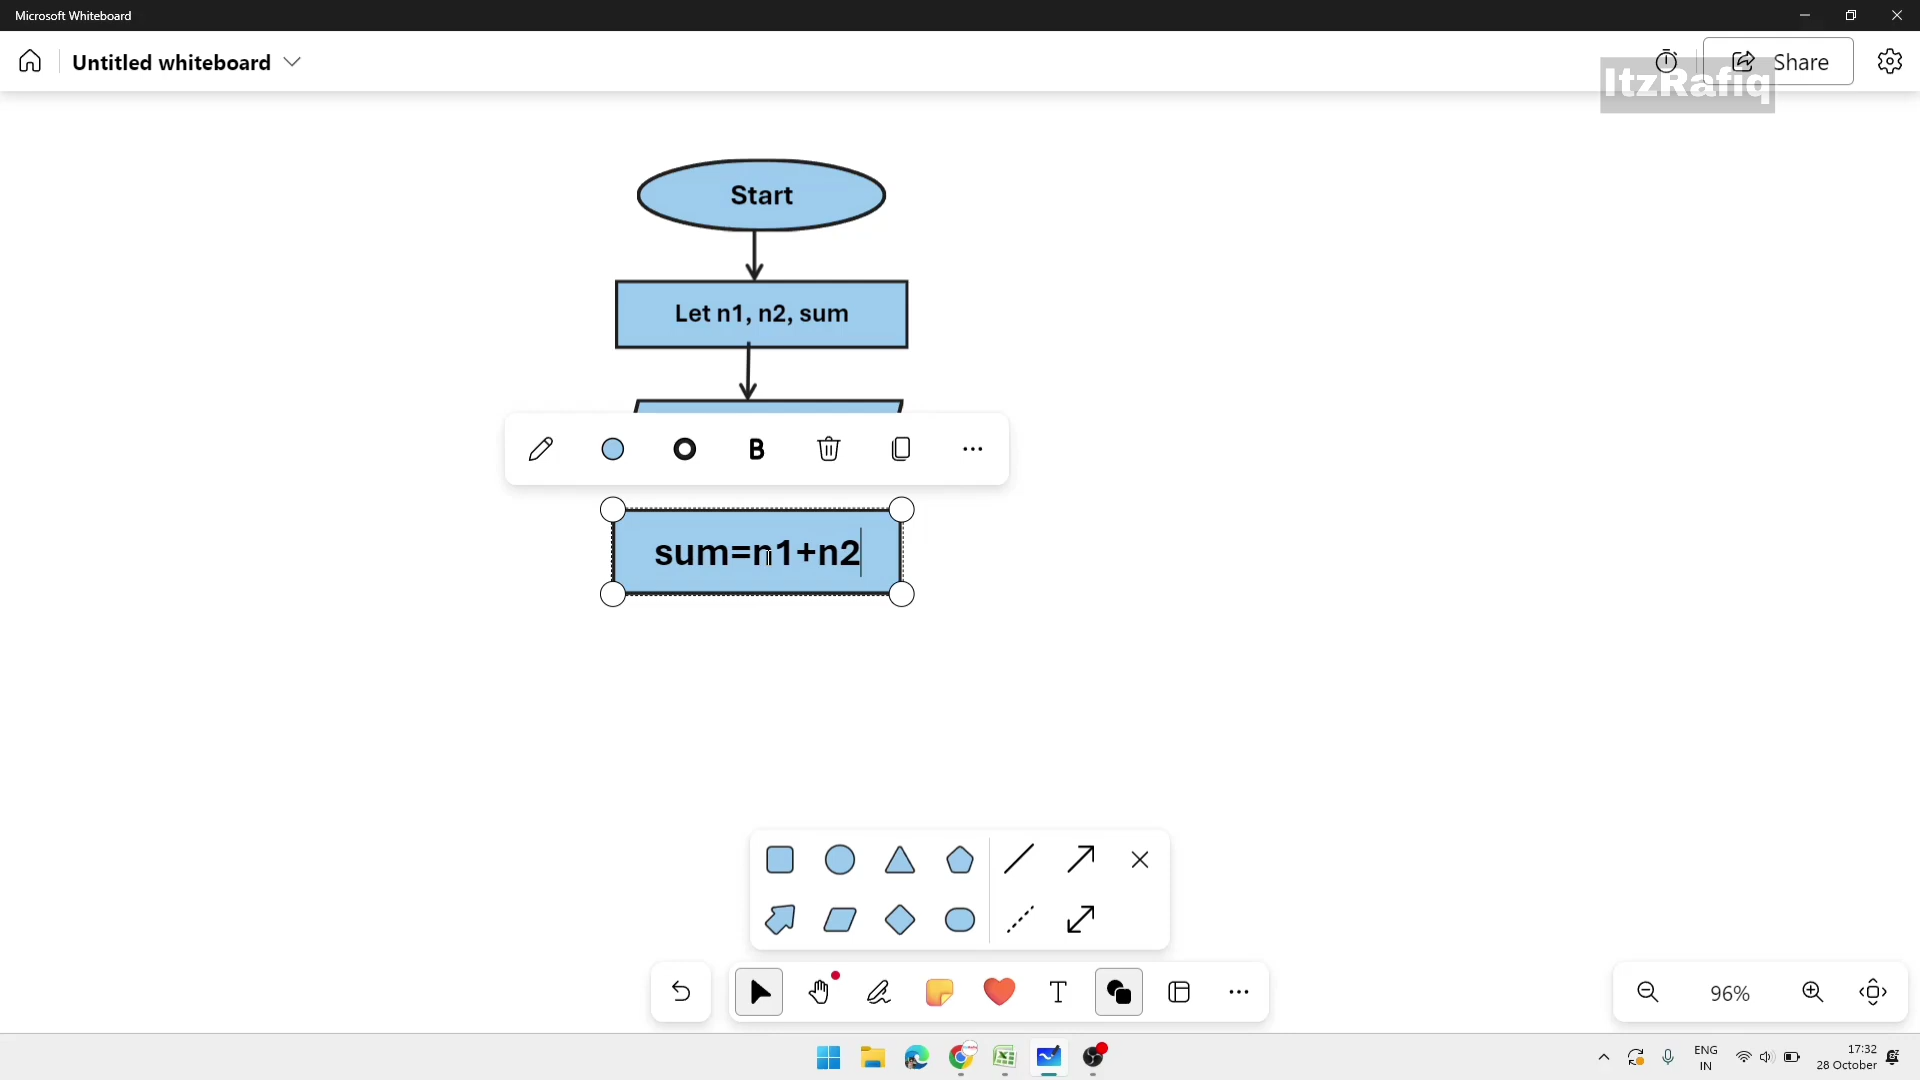 Microsoft Whiteboard
Untitled whiteboard
Share
ItzRafiq
Start
Let n1, n2, sum
B
sum=n1+n2
T
96%
ENG
IN
17:32
28 October